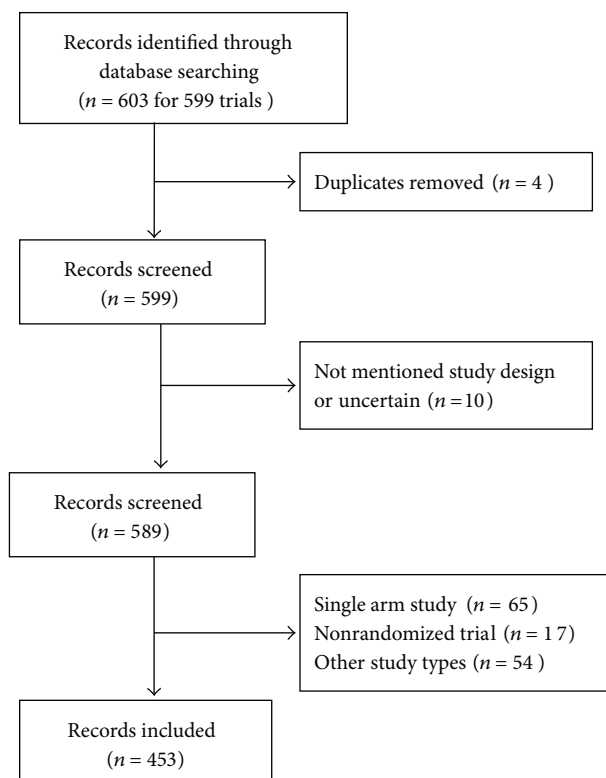 Records identified through
database searching
(n = 603 for 599 trials )
Duplicates removed (n = 4 )
Records screened
(n = 599)
Not mentioned study design
or uncertain (n =10)
Records screened
(n = 589)
Single arm study (n = 65)
Nonrandomized trial (n = 1 7)
Other study types (n = 54 )
Records included
(n = 453)